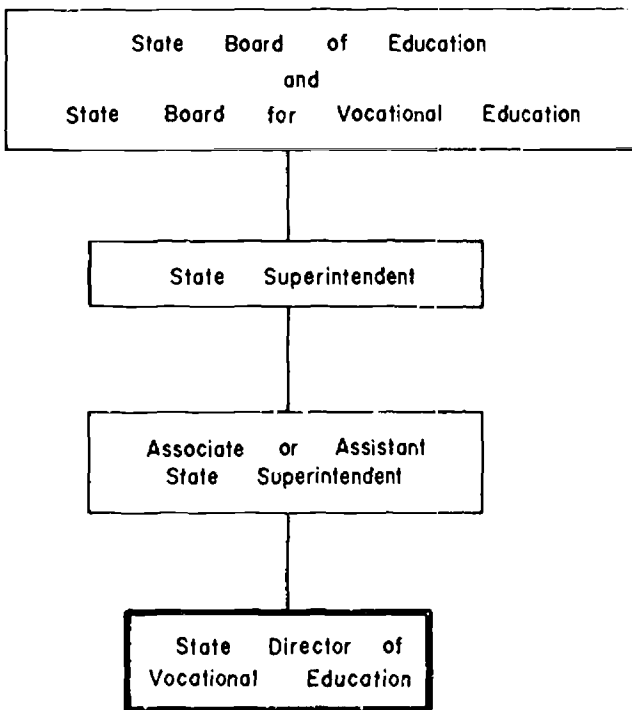 State Board of Education
and
State Board for Vocational Education
State Superintendent
Associate or Assistant
State Superintendent
State Director of
Vocational Education